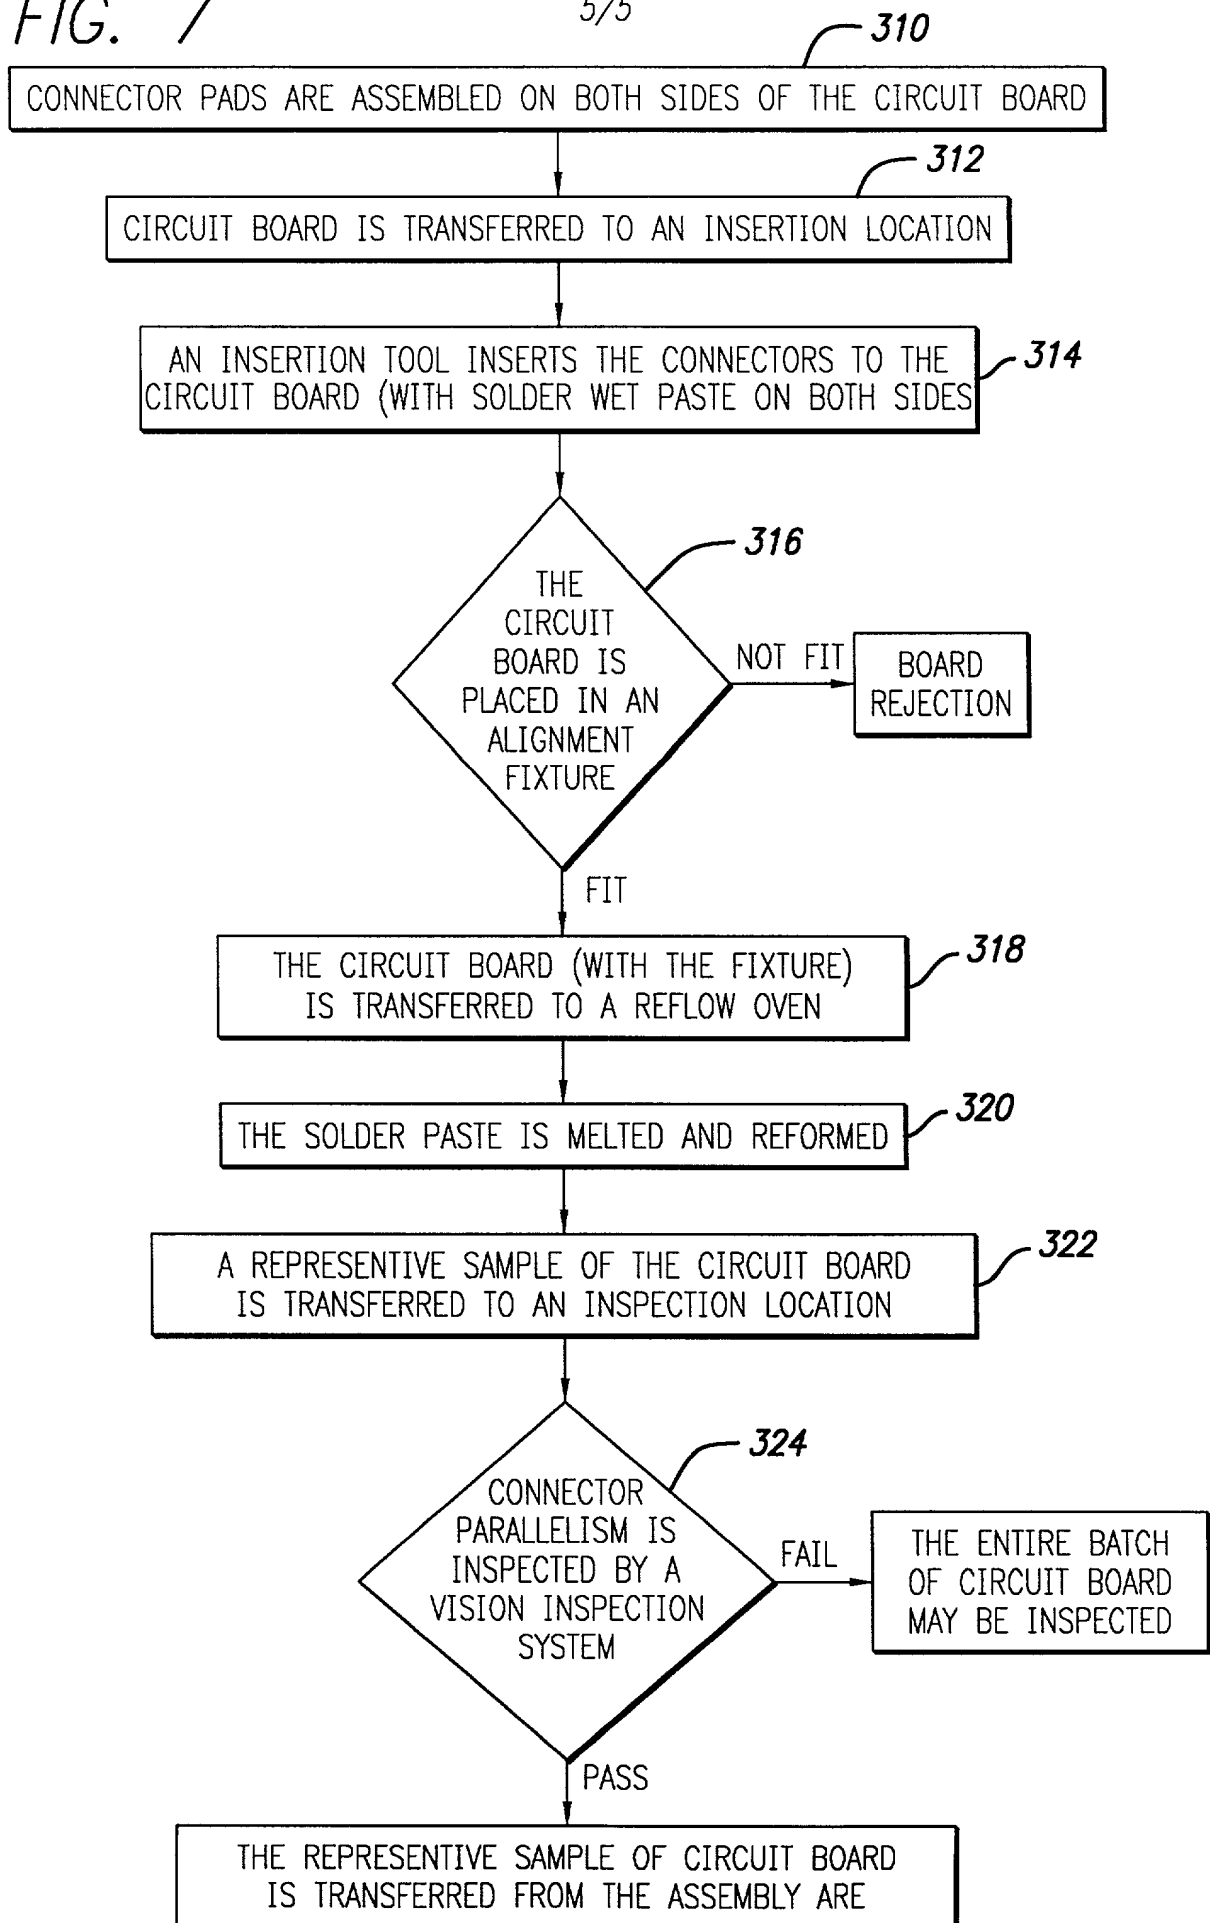 FIG. 7
5/5
310
CONNECTOR PADS ARE ASSEMBLED ON BOTH SIDES OF THE CIRCUIT BOARD
312
CIRCUIT BOARD IS TRANSFERRED TO AN INSERTION LOCATION
314
AN INSERTION TOOL INSERTS THE CONNECTORS TO THE
CIRCUIT BOARD (WITH SOLDER WET PASTE ON BOTH SIDES
316
THE
CIRCUIT
BOARD IS
PLACED IN AN
ALIGNMENT
FIXTURE
NOT FIT
BOARD
REJECTION
FIT
318
THE CIRCUIT BOARD (WITH THE FIXTURE)
IS TRANSFERRED TO A REFLOW OVEN
320
THE SOLDER PASTE IS MELTED AND REFORMED
322
A REPRESENTIVE SAMPLE OF THE CIRCUIT BOARD
IS TRANSFERRED TO AN INSPECTION LOCATION
324
CONNECTOR
PARALLELISM IS
INSPECTED BY A
VISION INSPECTION
SYSTEM
FAIL
THE ENTIRE BATCH
OF CIRCUIT BOARD
MAY BE INSPECTED
PASS
THE REPRESENTIVE SAMPLE OF CIRCUIT BOARD
IS TRANSFERRED FROM THE ASSEMBLY ARE